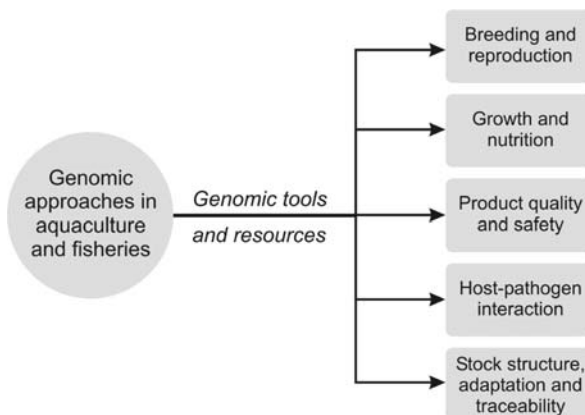 Genomic
approaches in
aquaculture
and fisheries
Genomic tools
and resources
Breeding and
reproduction
Growth and
nutrition
Product quality
and safety
Host-pathogen
interaction
Stock structure,
adaptation and
traceability